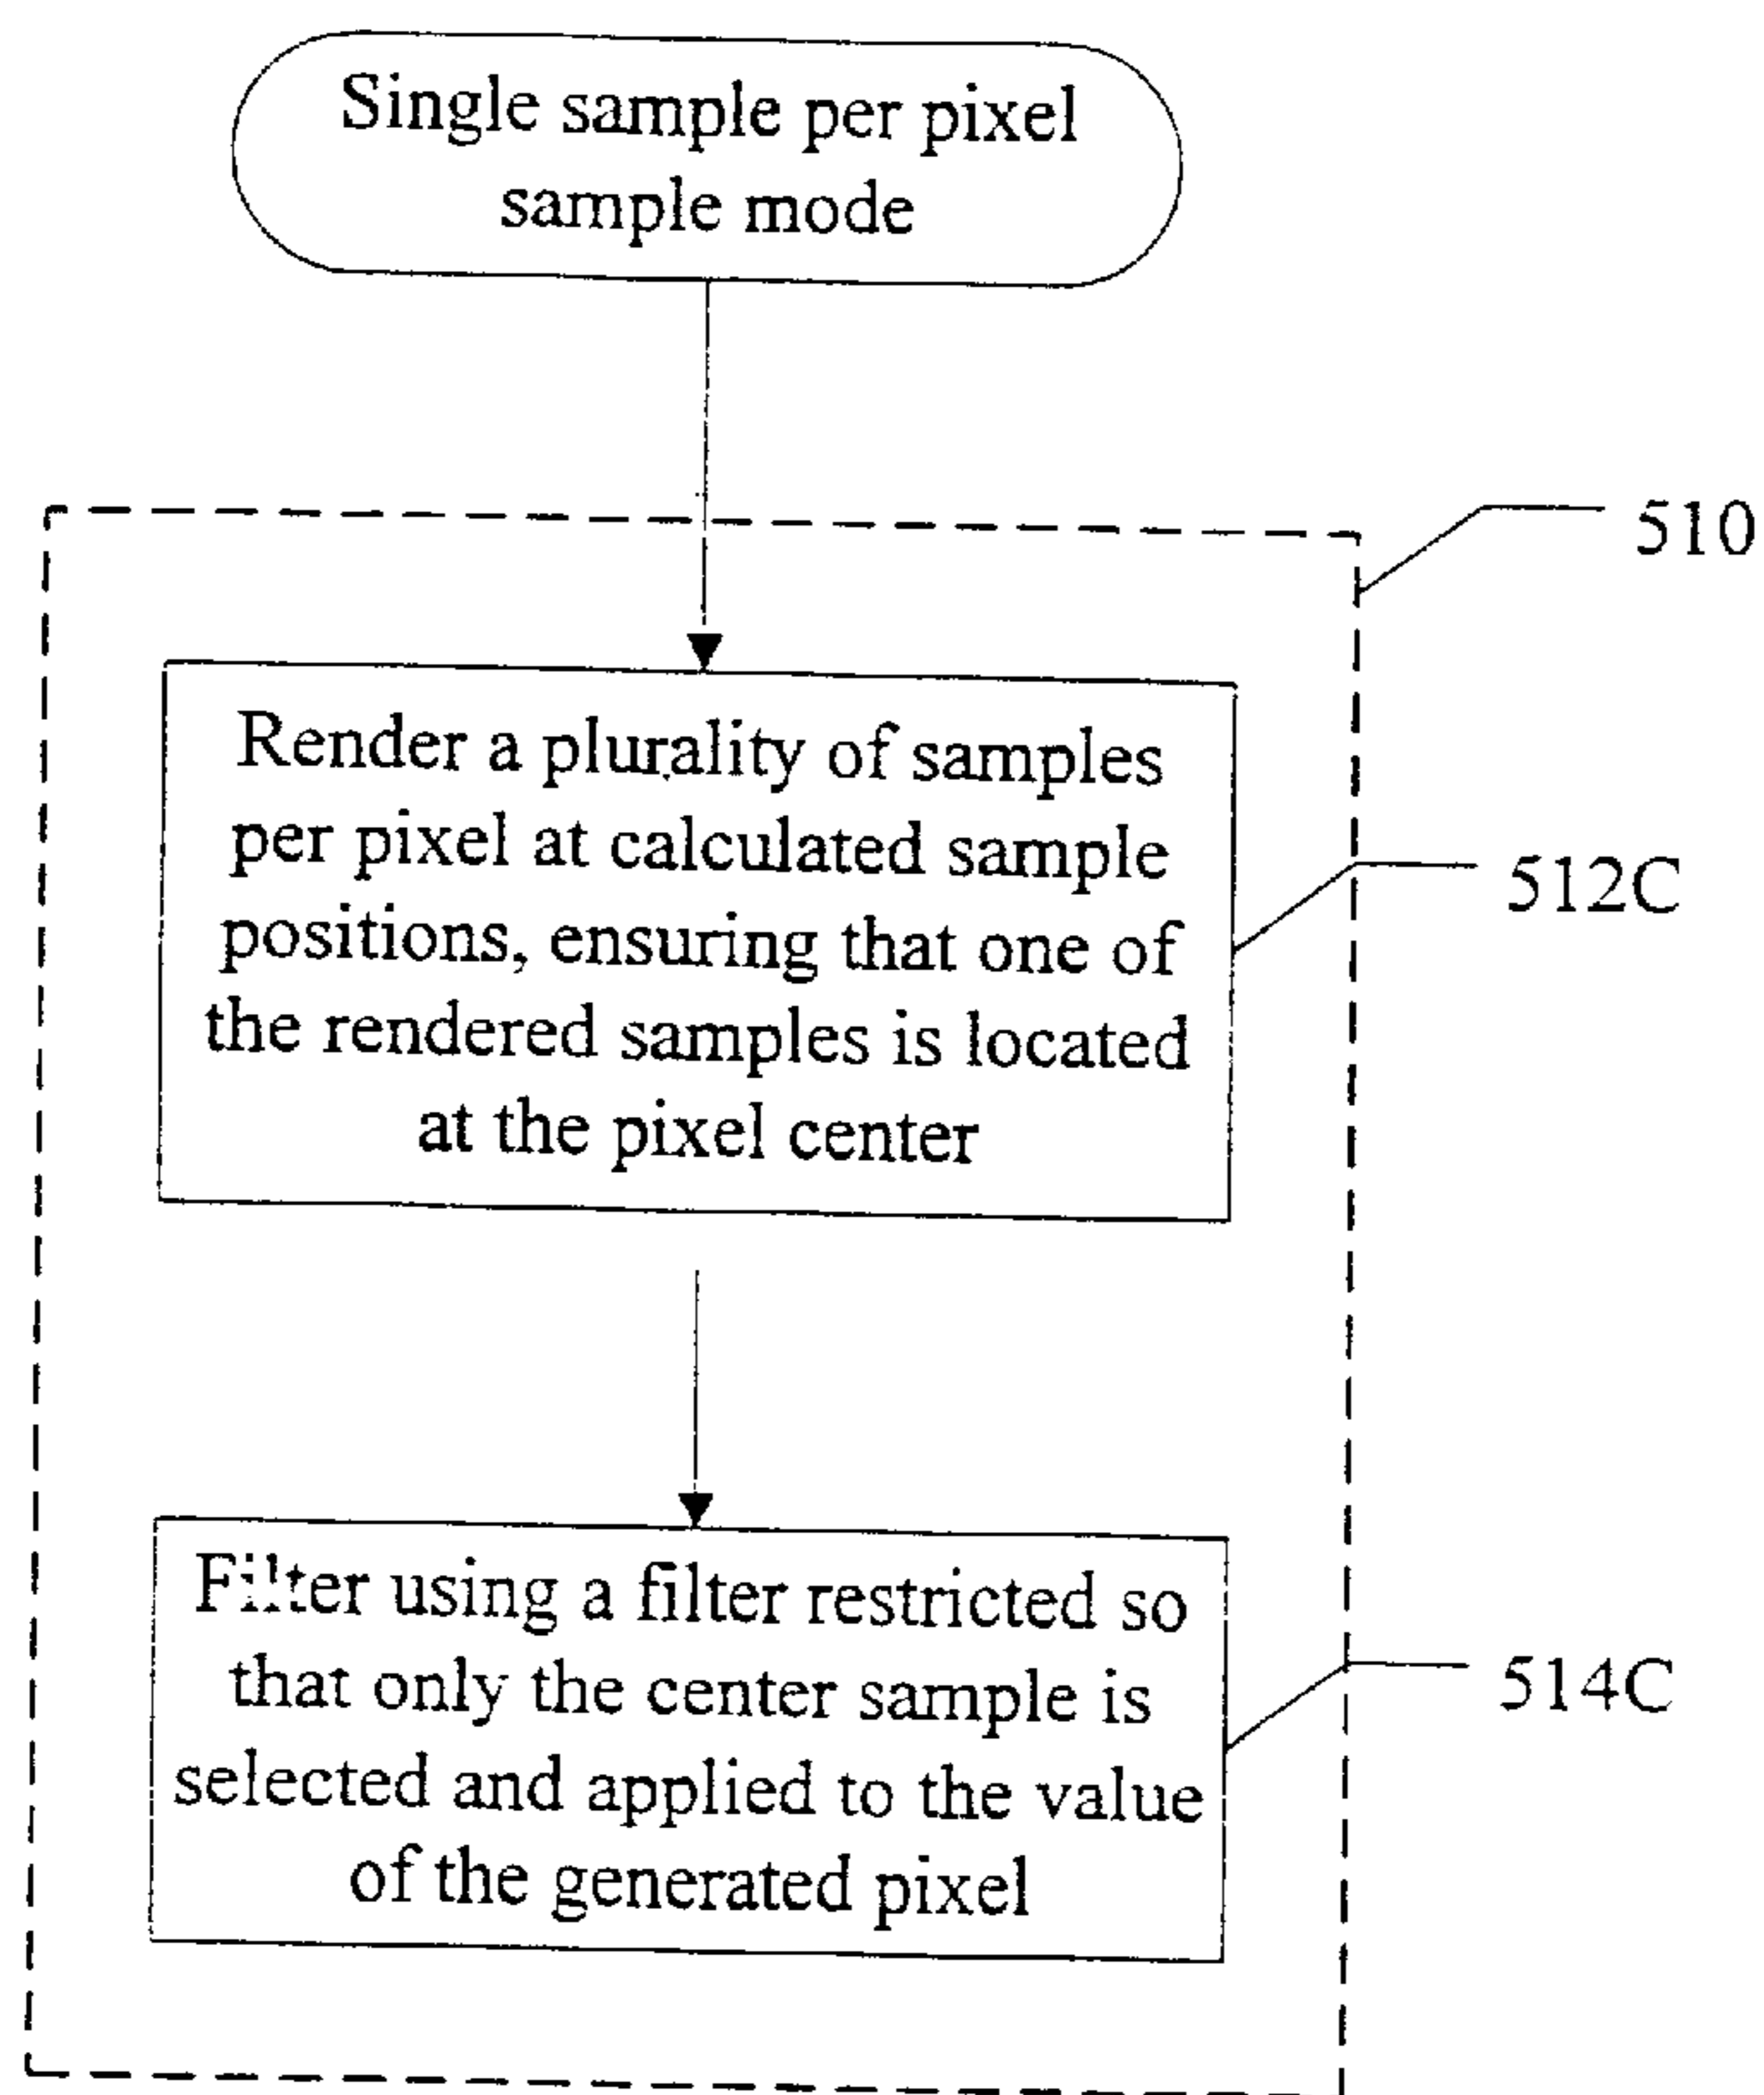 Single sample per pixel
sample mode
510
Render a plurality of samples
per pixel at calculated sample
positions, ensuring that one of
the rendered samples is located
at the pixel center
512C
Filter using a filter restricted so
that only the center sample is
selected and applied to the value
of the generated pixel
514C